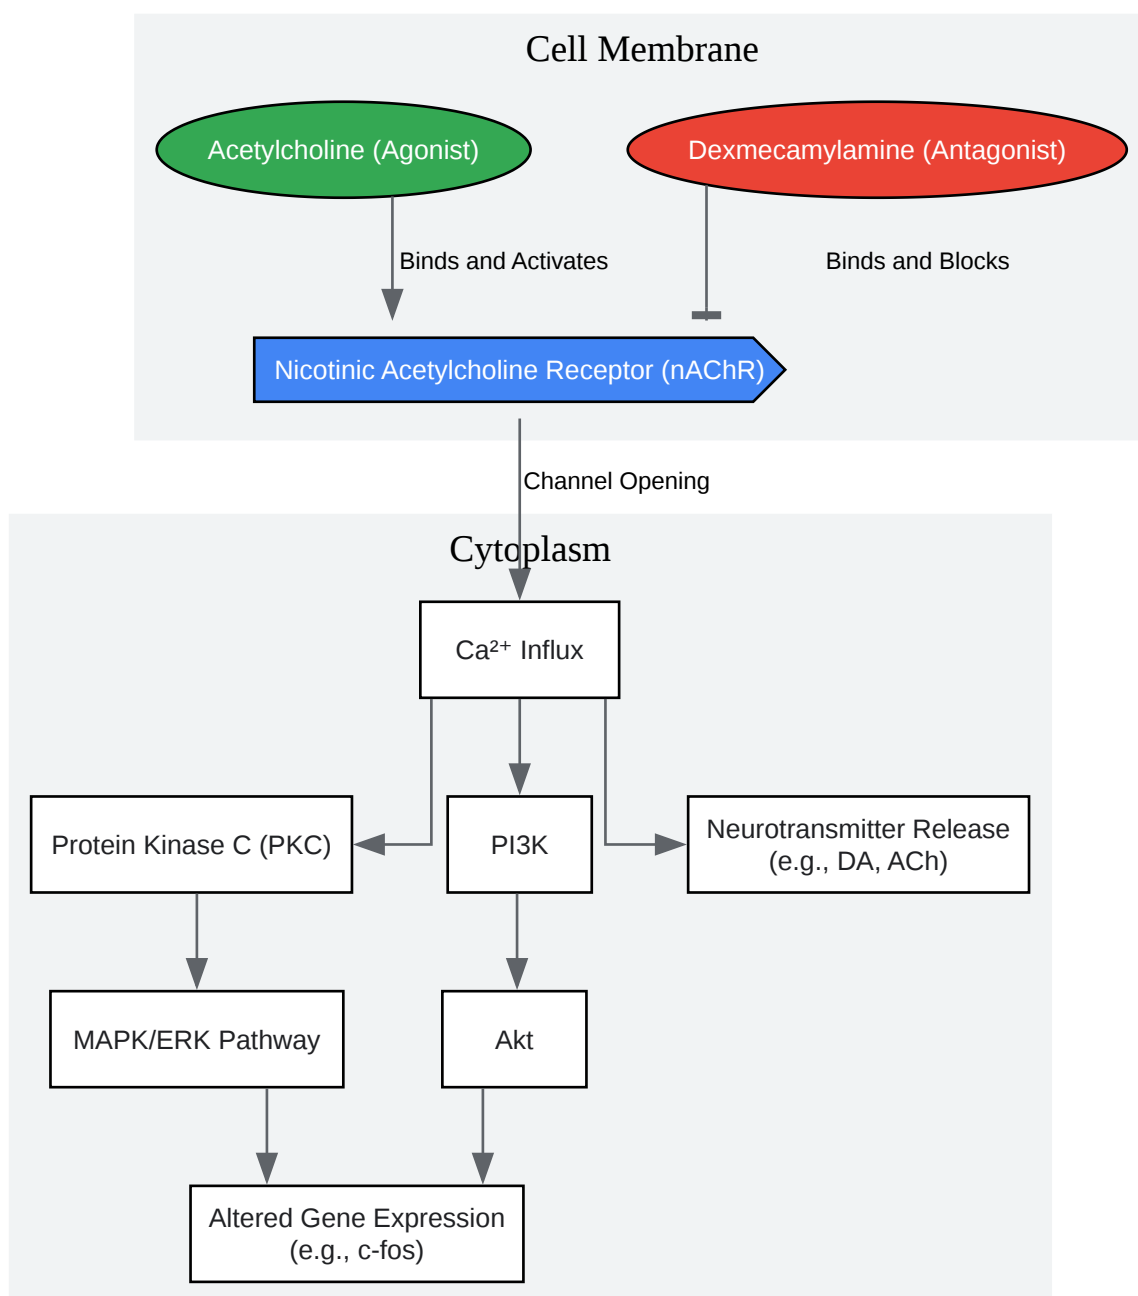 Cell Membrane
Acetylcholine (Agonist)
Dexmecamylamine (Antagonist)
Binds and Activates
Binds and Blocks
Nicotinic Acetylcholine Receptor (nAChR)
Channel Opening
Cytoplasm
Ca²⁺ Influx
Protein Kinase C (PKC)
PI3K
Neurotransmitter Release
(e.g., DA, ACh)
MAPK/ERK Pathway
Akt
Altered Gene Expression
(e.g., c-fos)